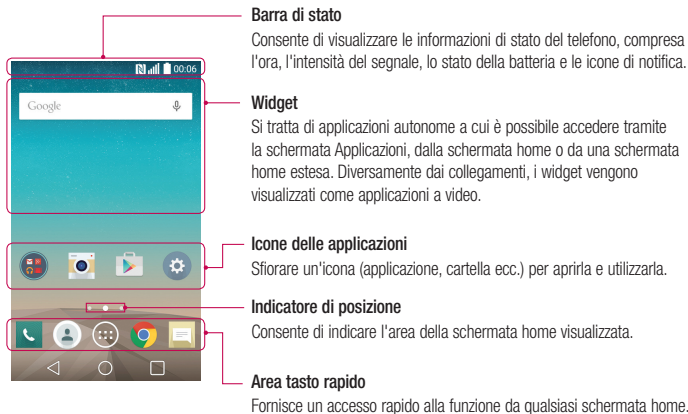 Barra di stato
Consente di visualizzare le informazioni di stato del telefono, compresa
l'ora, l'intensità del segnale, lo stato della batteria e le icone di notifica.
N 00:06
Google
Widget
Si tratta di applicazioni autonome a cui è possibile accedere tramite
la schermata Applicazioni, dalla schermata home o da una schermata
home estesa. Diversamente dai collegamenti, i widget vengono
visualizzati come applicazioni a video.
Icone delle applicazioni
Sfiorare un'icona (applicazione, cartella ecc.) per aprirla e utilizzarla.
Indicatore di posizione
Consente di indicare l'area della schermata home visualizzata.
Area tasto rapido
Fornisce un accesso rapido alla funzione da qualsiasi schermata home.